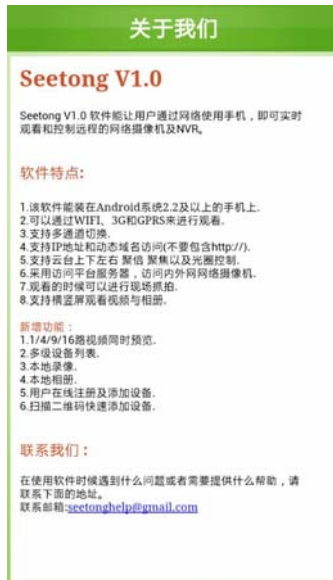 关于我们
Seetong V1.0
Seetong V1.0 软件能让用户通过网络使用手机，即可实时
观看和控制远程的网络摄像机及NVR。
软件特点:
1.该软件能装在Android系统2.2及以上的手机上.
2.可以通过WIFI、3G和GPRS来进行观看.
3.支持多通道切换.
4.支持IP地址和动态域名访问(不要包含http://).
5.支持云台上下左右 聚倍 聚焦以及光圈控制.
6.采用访问平台服务器，访问内外网网络摄像机.
7.观看的时候可以进行现场抓拍.
8.支持横竖屏观看视频与相册.
新增功能：
1.1/4/9/16路视频同时预览.
2.多级设备列表.
3.本地录像.
4.本地相册.
5.用户在线注册及添加设备.
6.扫描二维码快速添加设备.
联系我们：
在使用软件时候遇到什么问题或者需要提供什么帮助，请
联系下面的地址。
联系邮箱:seetonghelp@gmail.com